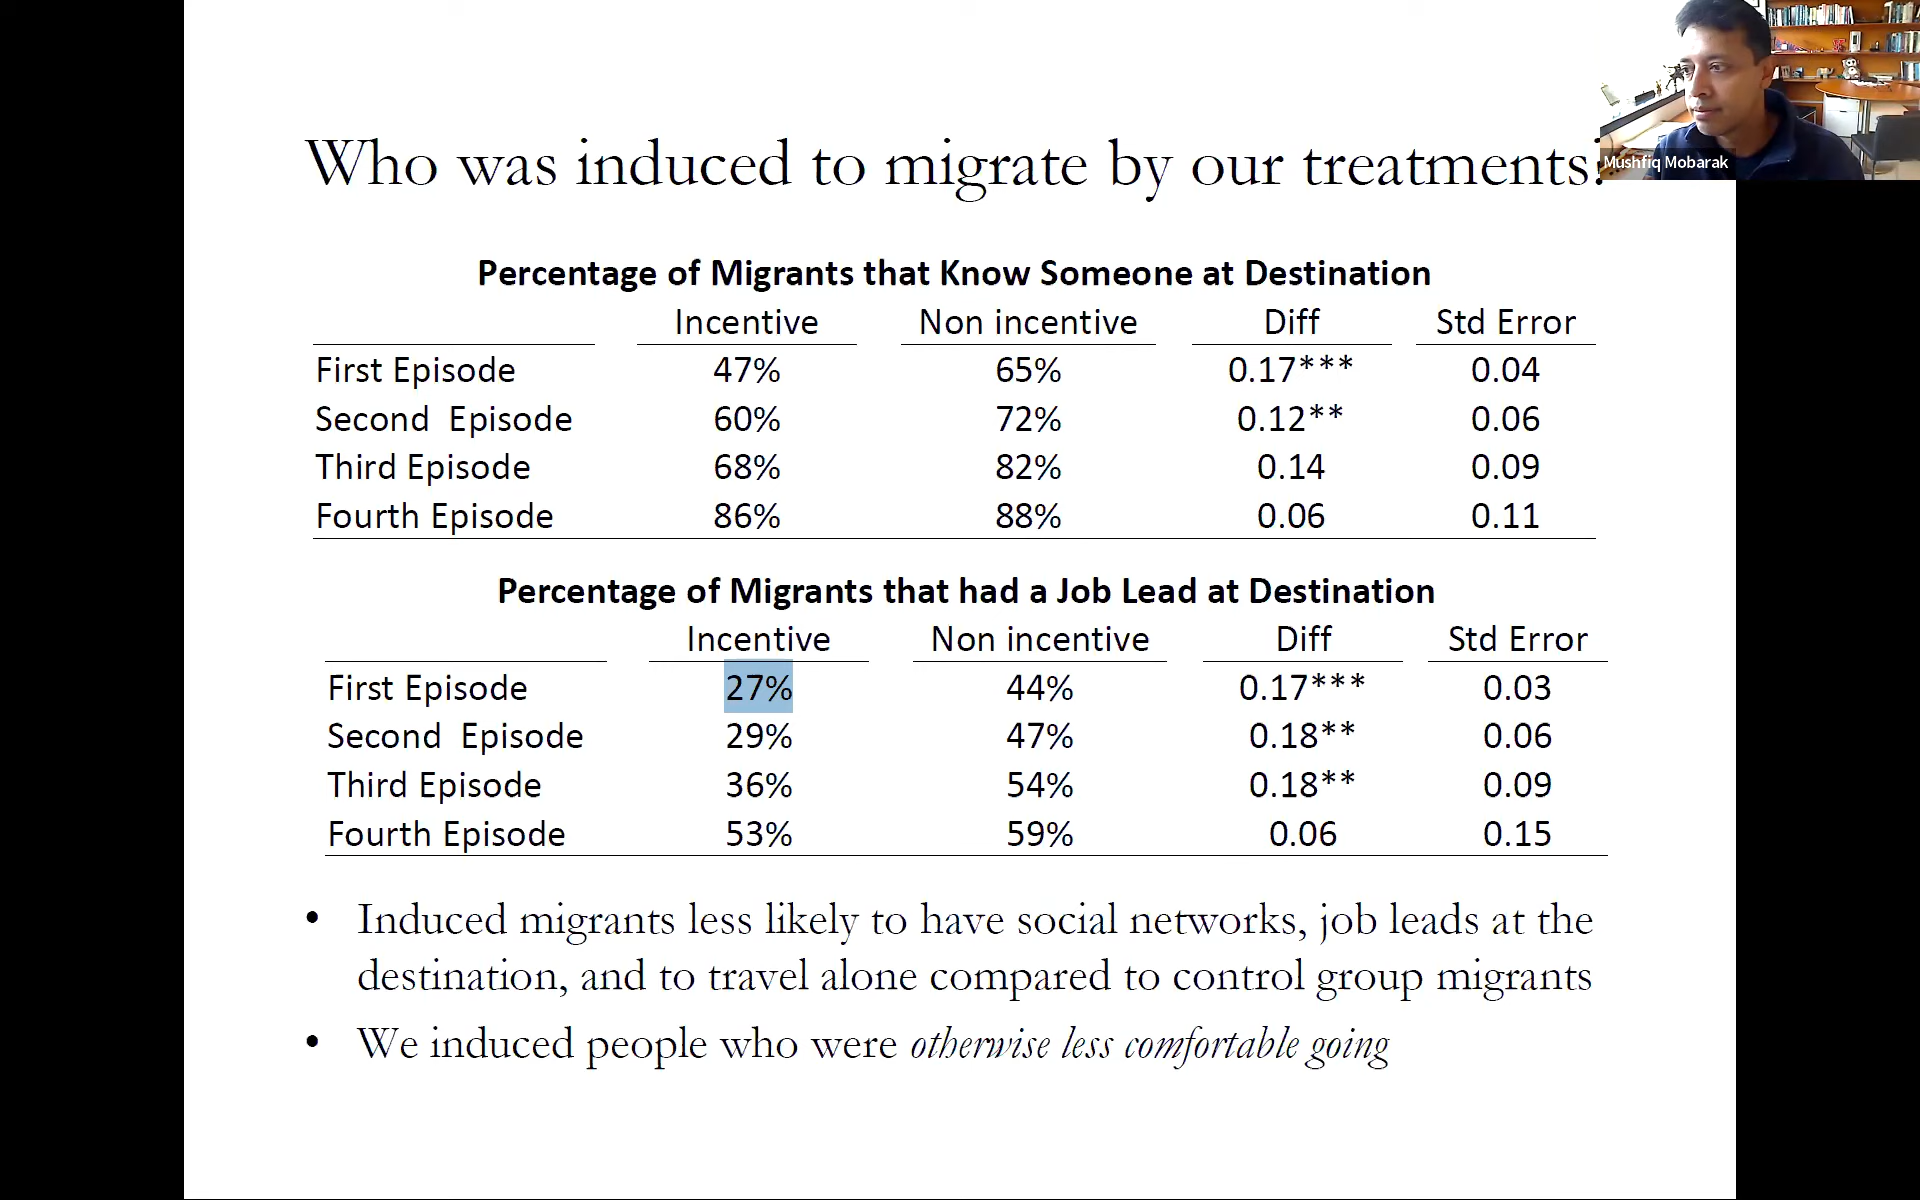 Who was induced to migrate by our treatments?
Mushfiq Mobarak
Percentage of Migrants that Know Someone at Destination
Incentive Non incentive Diff Std Error
First Episode 47% 65% 0.17*** 0.04
Second Episode 60% 72% 0.12** 0.06
Third Episode 68% 82% 0.14 0.09
Fourth Episode 86% 88% 0.06 0.11
Percentage of Migrants that had a Job Lead at Destination
Incentive Non incentive Diff Std Error
First Episode 27% 44% 0.17*** 0.03
Second Episode 29% 47% 0.18** 0.06
Third Episode 36% 54% 0.18** 0.09
Fourth Episode 53% 59% 0.06 0.15
• Induced migrants less likely to have social networks, job leads at the
destination, and to travel alone compared to control group migrants
• We induced people who were otherwise less comfortable going